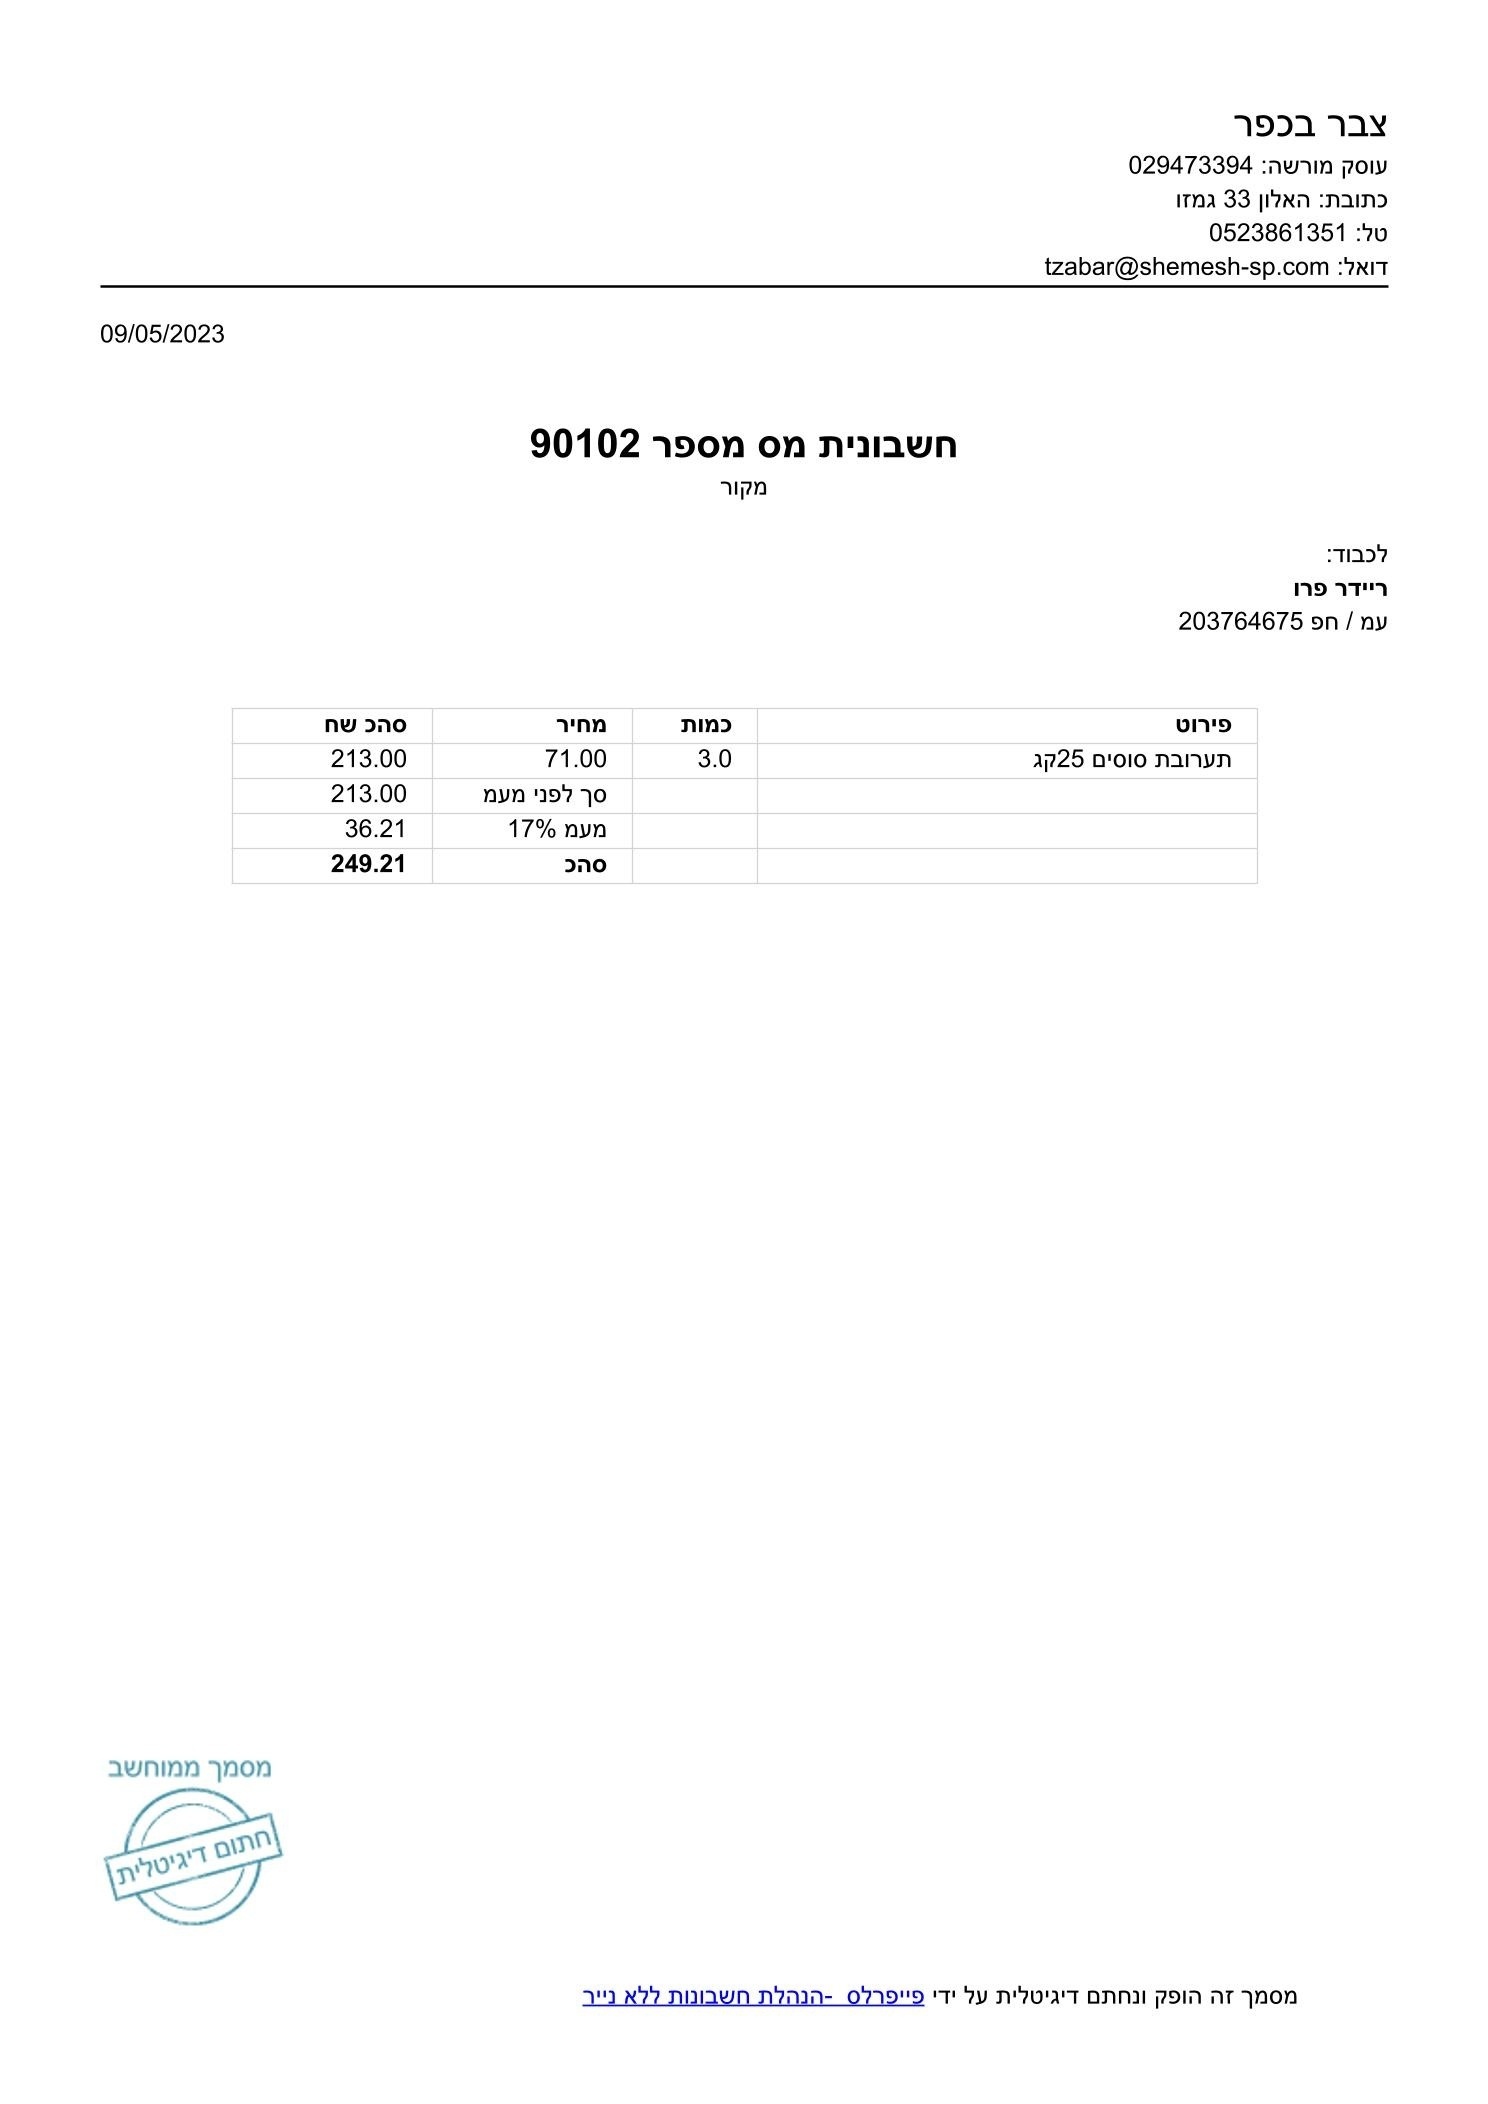 צבר בכפר
עוסק מורשה: 029473394
כתובת: האלון 33 גמזו
טל: 0523861351
דואל: tzabar@shemesh-sp.com
09/05/2023
חשבונית מס מספר 90102
מקור
לכבוד:
ריידר פרו
עמ / חפ 203764675
פירוט כמות מחיר סהכ שח
תערובת סוסים 25קג 3.0 71.00 213.00
סך לפני מעמ 213.00
מעמ 17% 36.21
סהכ 249.21
מסמך ממוחשב
חתום דיגיטלית
מסמך זה הופק ונחתם דיגיטלית על ידי פייפרלס -הנהלת חשבונות ללא נייר